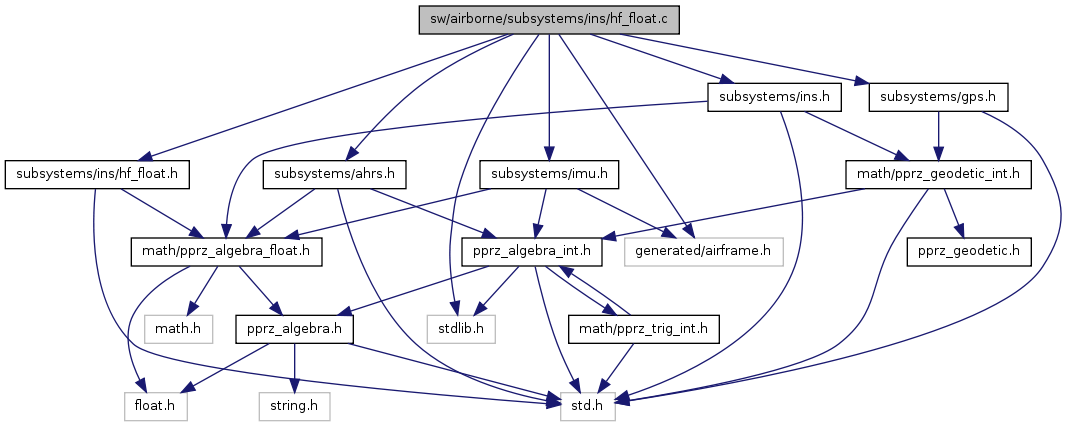 sw/airborne/subsystems/ins/hf_float.c
subsystems/ins.h
subsystems/gps.h
subsystems/ins/hf_float.h
subsystems/ahrs.h
subsystems/imu.h
math/pprz_geodetic_int.h
math/pprz_algebra_float.h
pprz_algebra_int.h
generated/airframe.h
pprz_geodetic.h
math.h
pprz_algebra.h
stdlib.h
math/pprz_trig_int.h
float.h
string.h
std.h